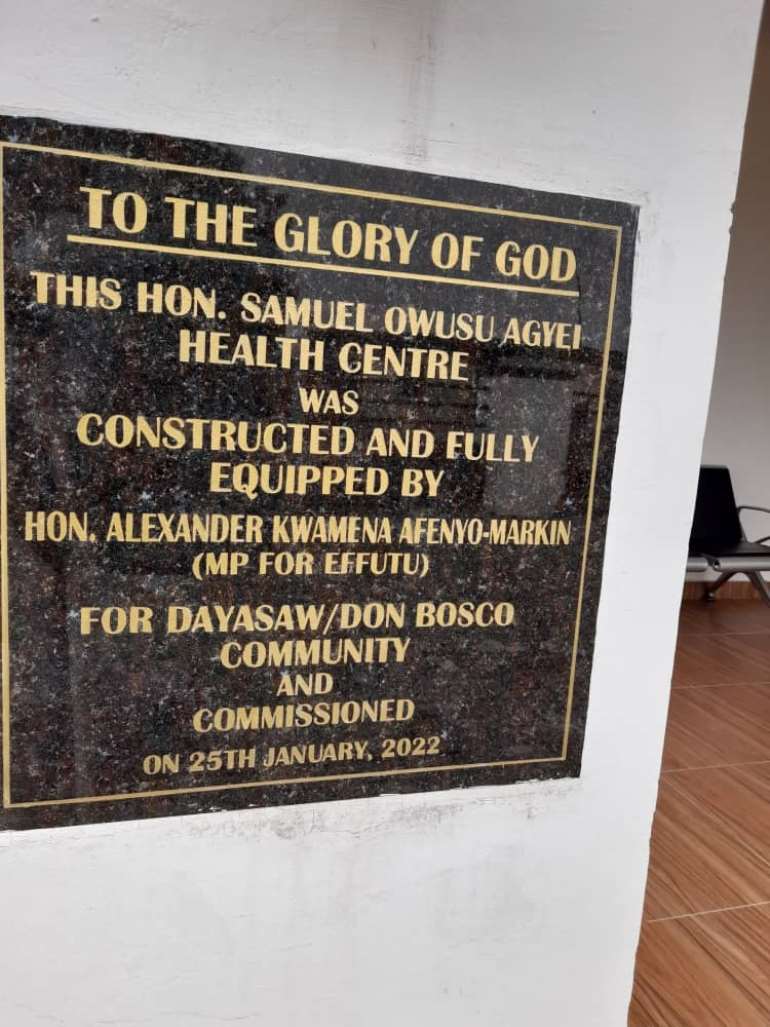 TO THE GLORY OF GOD
THIS HON. SAMUEL OWUSU AGYEI
HEALTH CENTRE
WAS
CONSTRUCTED AND FULLY
EQUIPPED BY
HON. ALEXANDER KWAMENA AFENYO-MARKIN
(MP FOR EFFUTU)
FOR DAYASAW/DON BOSCO
COMMUNITY
AND
COMMISSIONED
ON 25TH JANUARY, 2022